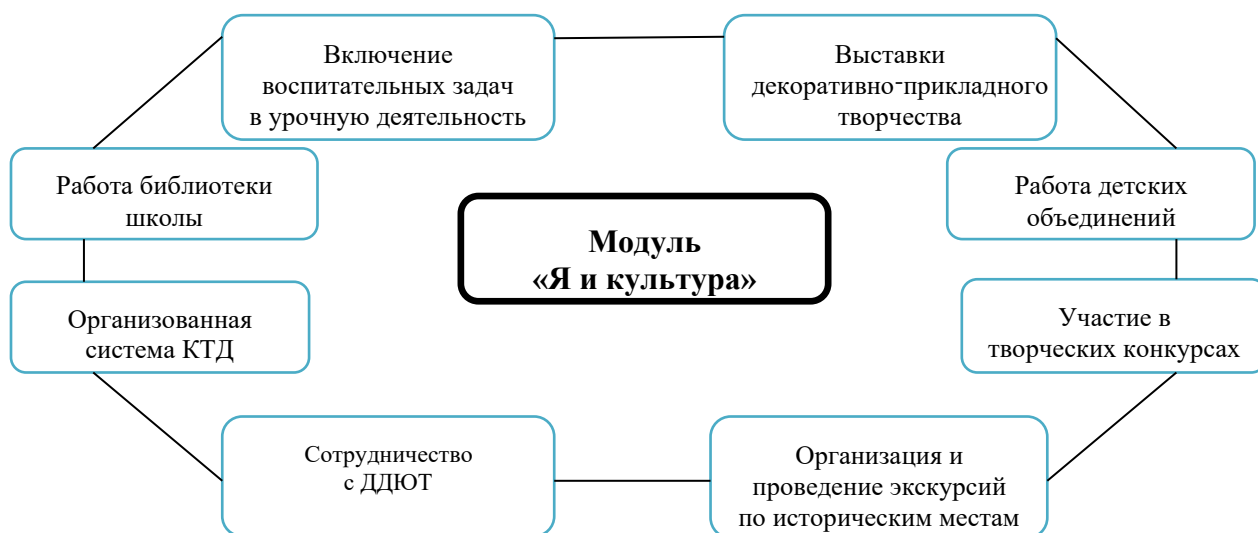 Включение
воспитательных задач
в урочную деятельность
Выставки
декоративно-прикладного
творчества
Работа библиотеки
школы
Работа детских
объединений
Модуль
«Я и культура»
Организованная
система КТД
Участие в
творческих конкурсах
Сотрудничество
с ДДЮТ
Организация и
проведение экскурсий
по историческим местам